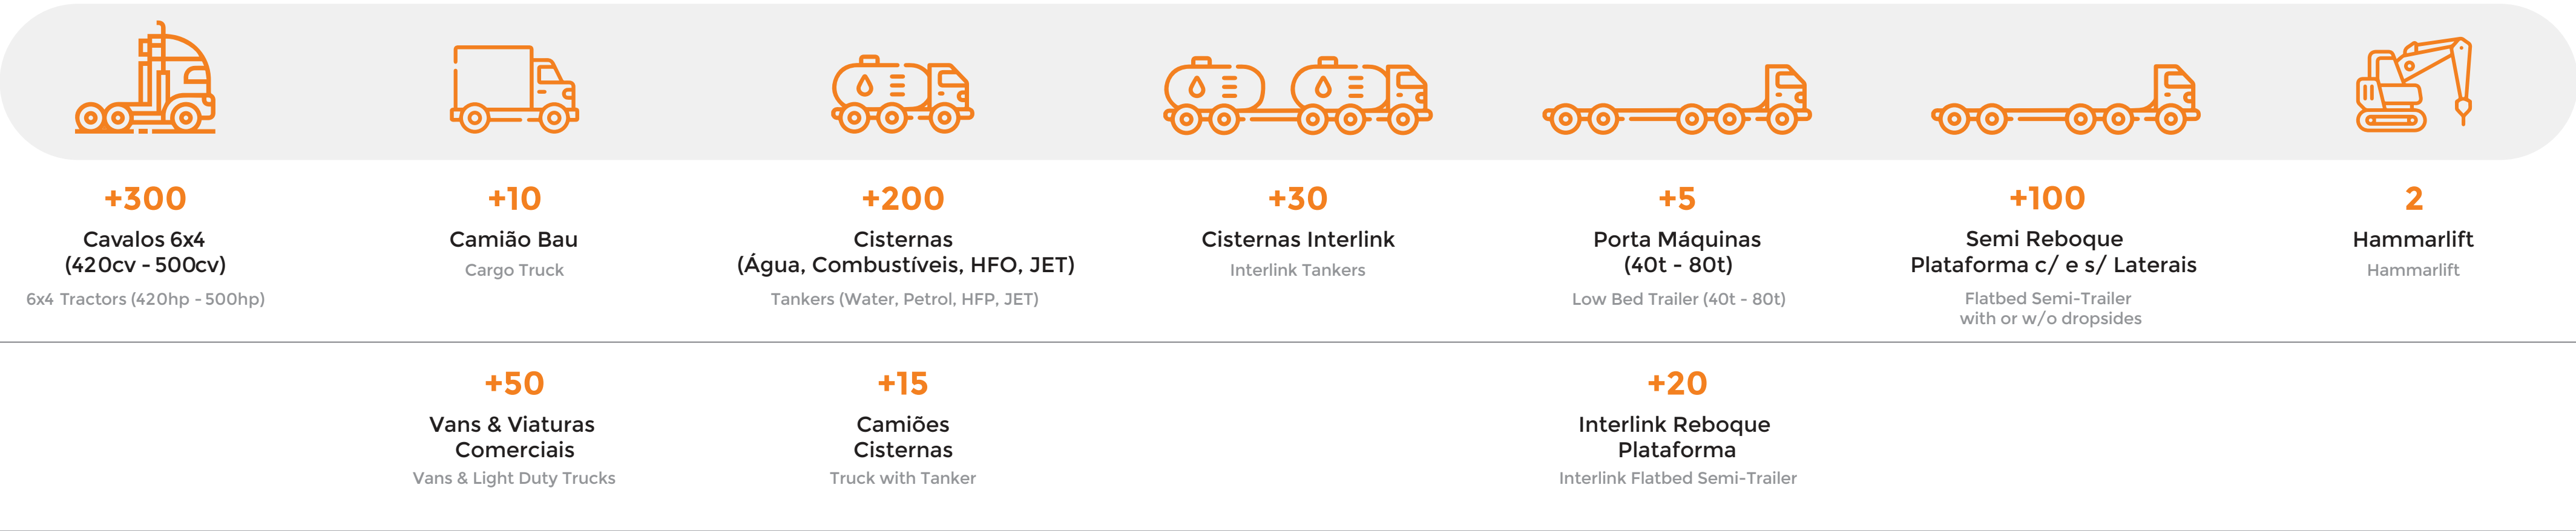 +300
Cavalos 6x4
(420cv - 500cv)
6x4 Tractors (420hp - 500hp)
+10
Camião Bau
Cargo Truck
+200
Cisternas
(Água, Combustíveis, HFO, JET)
Tankers (Water, Petrol, HFP, JET)
+30
Cisternas Interlink
Interlink Tankers
+5
Porta Máquinas
(40t - 80t)
Low Bed Trailer (40t - 80t)
+100
Semi Reboque
Plataforma c/ e s/ Laterais
Flatbed Semi-Trailer
with or w/o dropsides
2
Hammarlift
Hammarlift
+50
Vans & Viaturas
Comerciais
Vans & Light Duty Trucks
+15
Camiões
Cisternas
Truck with Tanker
+20
Interlink Reboque
Plataforma
Interlink Flatbed Semi-Trailer